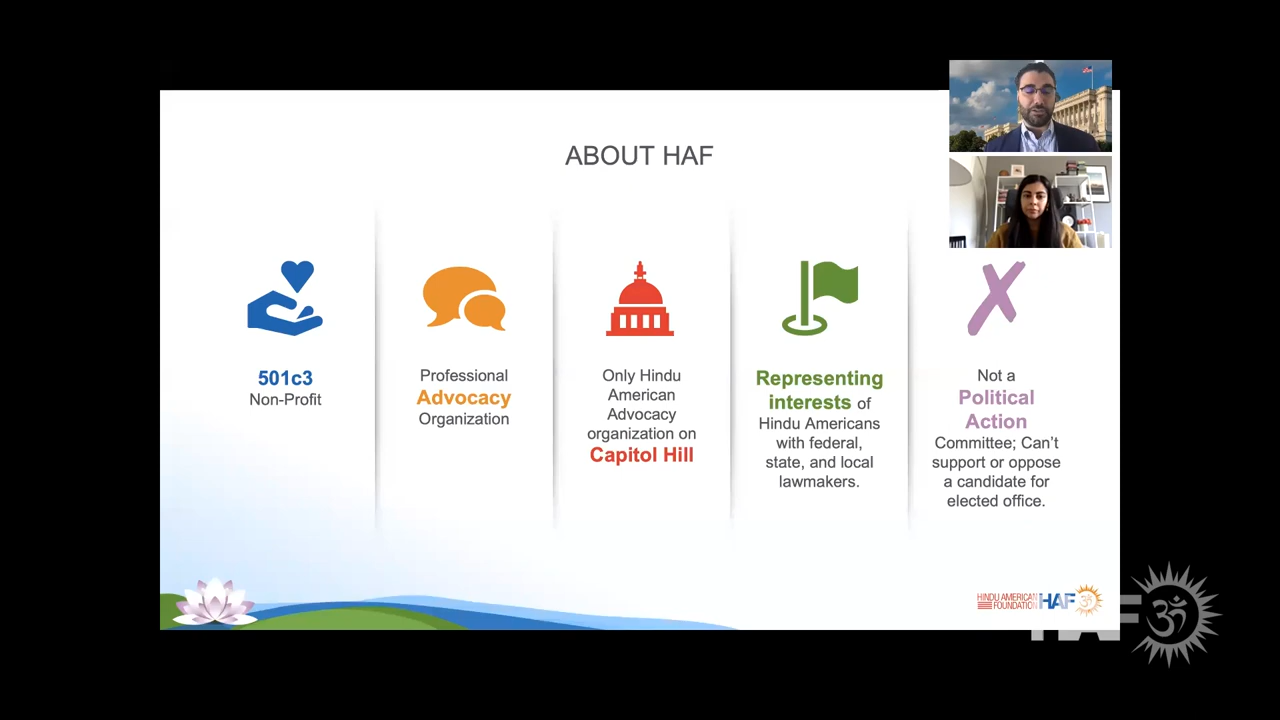 ABOUT HAF
501c3
Non-Profit
Professional
Advocacy
Organization
Only Hindu
American
Advocacy
organization on
Capitol Hill
Representing
interests of
Hindu Americans
with federal,
state, and local
lawmakers.
Not a
Political
Action
Committee; Can't
support or oppose
a candidate for
elected office.
HINDU AMERICAN
FOUNDATION
HAF
ॐ
HAF
ॐ